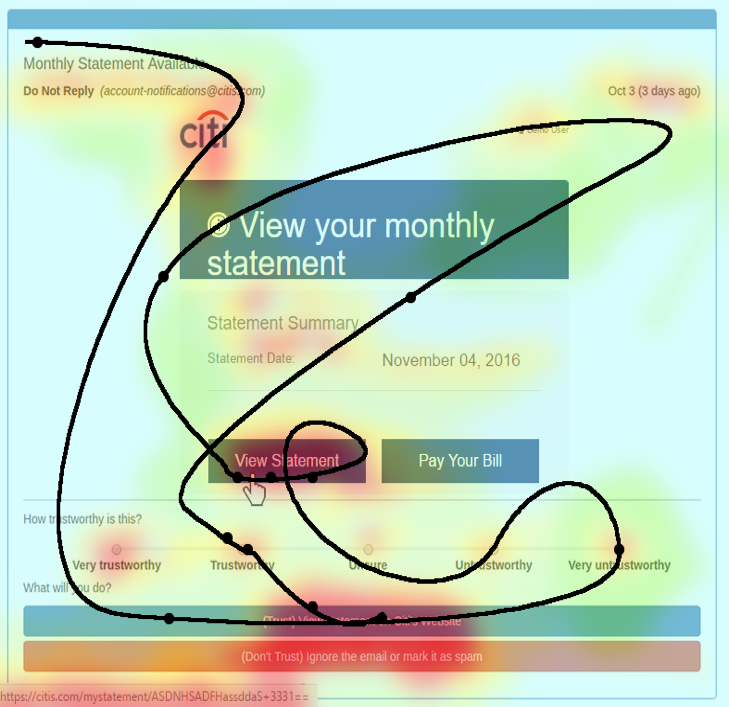 Monthly Statement Available
Do Not Reply (account-notifications@citis.com) Oct 3 (3 days ago)
citi
Demo User
View your monthly
statement
Statement Summary
Statement Date: November 04, 2016
View Statement Pay Your Bill
How trustworthy is this?
Very trustworthy Trustworthy Unsure Untrustworthy Very untrustworthy
What will you do?
(Trust) View statement on Citi's Website
(Don't Trust) Ignore the email or mark it as spam
https://citis.com/mystatement/ASDNHSADFHassddaS+3331==